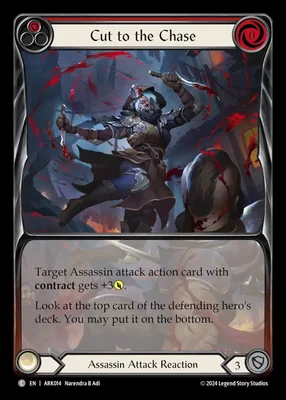 Cut to the Chase
Target Assassin attack action card with
contract gets +3
Look at the top card of the defending hero's
deck. You may put it on the bottom.
Assassin Attack Reaction
3
C EN | ARK014 Narendra B Adi
© 2024 Legend Story Studios